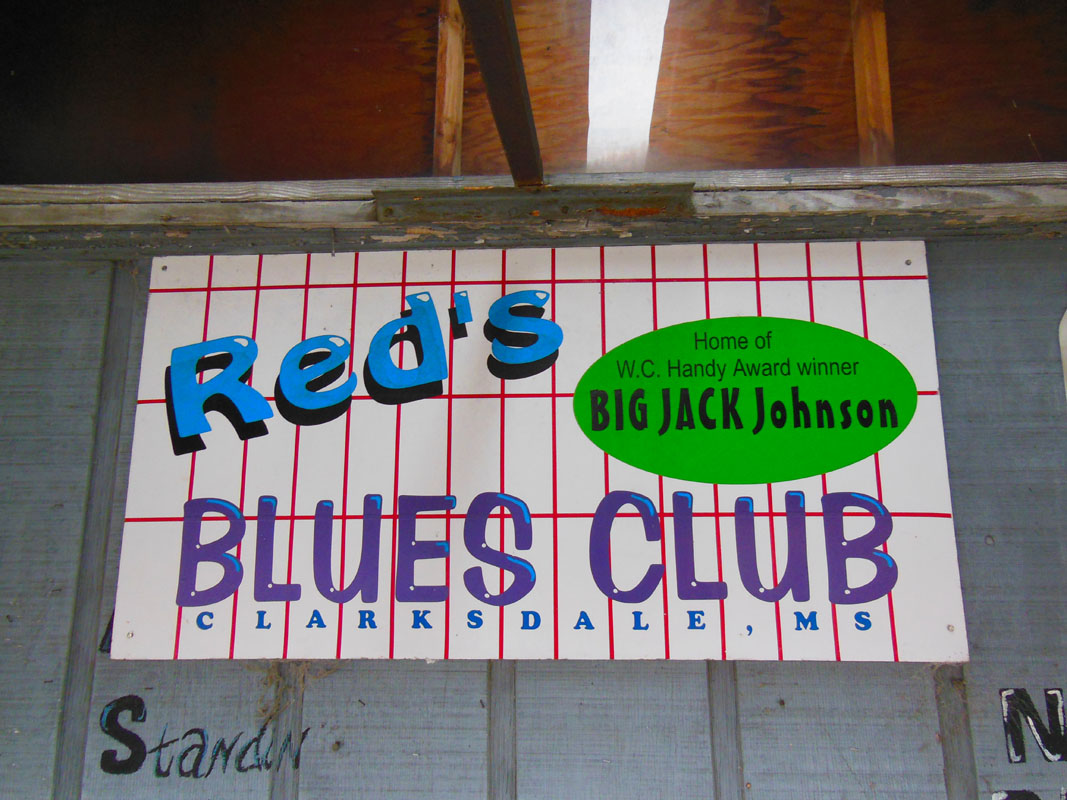 Red's
Home of
W.C. Handy Award winner
BIG JACK Johnson
BLUES CLUB
CLARKSDALE, MS
Standin
N